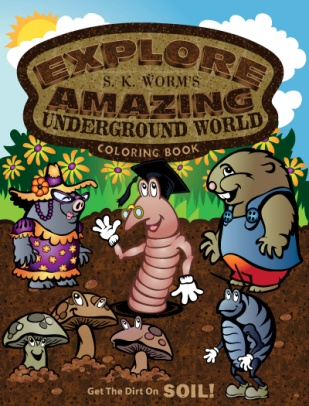 EXPLORE
S. K. WORM'S
AMAZING
UNDERGROUND WORLD
COLORING BOOK
Get The Dirt On SOIL!